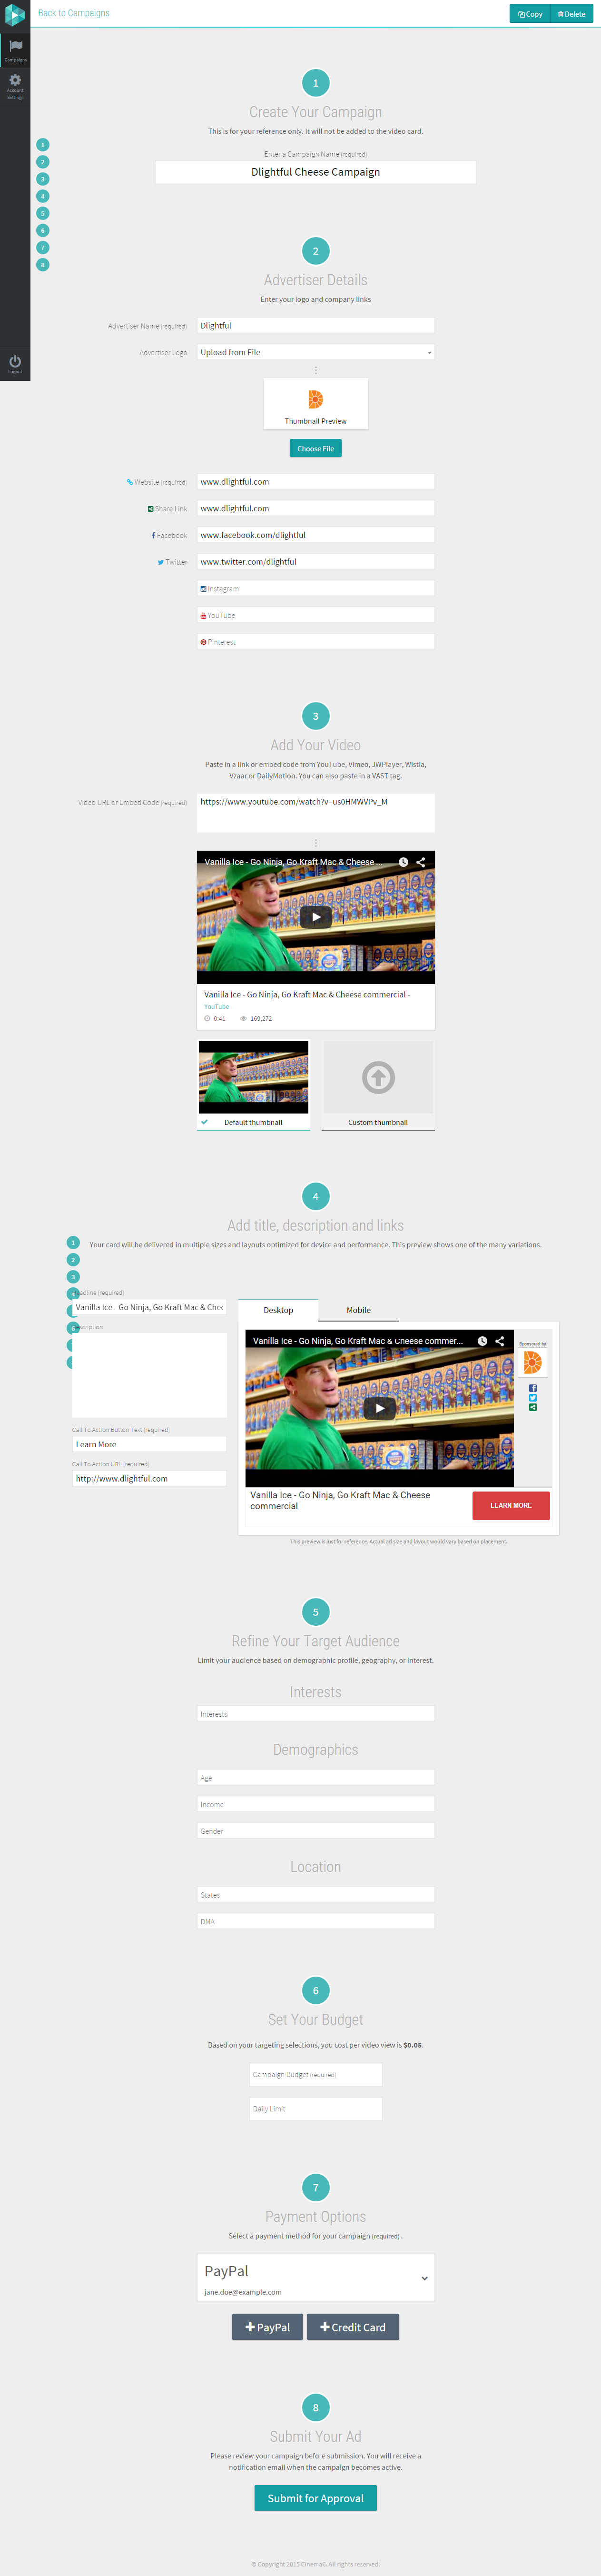 Back to Campaigns
Copy
Delete
Campaigns
Account
Settings
Logout
1
2
3
4
5
6
7
8
1
Create Your Campaign
This is for your reference only. It will not be added to the video card.
Enter a Campaign Name (required)
Dlightful Cheese Campaign
2
Advertiser Details
Enter your logo and company links
Advertiser Name (required)
Dlightful
Advertiser Logo
Upload from File
Thumbnail Preview
Choose File
Website (required)
www.dlightful.com
Share Link
www.dlightful.com
Facebook
www.facebook.com/dlightful
Twitter
www.twitter.com/dlightful
Instagram
YouTube
Pinterest
3
Add Your Video
Paste in a link or embed code from YouTube, Vimeo, JWPlayer, Wistia,
Vzaar or DailyMotion. You can also paste in a VAST tag.
Video URL or Embed Code (required)
https://www.youtube.com/watch?v=us0HMWVPv_M
Vanilla Ice - Go Ninja, Go Kraft Mac & Cheese ...
Vanilla Ice - Go Ninja, Go Kraft Mac & Cheese commercial -
YouTube
0:41
169,272
Default thumbnail
Custom thumbnail
4
Add title, description and links
Your card will be delivered in multiple sizes and layouts optimized for device and performance. This preview shows one of the many variations.
1
2
3
(required)
Vanilla Ice - Go Ninja, Go Kraft Mac & Chee
6
Call To Action Button Text (required)
Learn More
Call To Action URL (required)
http://www.dlightful.com
Desktop
Mobile
Vanilla Ice - Go Ninja, Go Kraft Mac & Cheese commer...
Sponsored by
Vanilla Ice - Go Ninja, Go Kraft Mac & Cheese
commercial
LEARN MORE
This preview is just for reference. Actual ad size and layout would vary based on placement.
5
Refine Your Target Audience
Limit your audience based on demographic profile, geography, or interest.
Interests
Interests
Demographics
Age
Income
Gender
Location
States
DMA
6
Set Your Budget
Based on your targeting selections, you cost per video view is $0.05.
Campaign Budget (required)
Daily Limit
7
Payment Options
Select a payment method for your campaign (required) .
PayPal
jane.doe@example.com
PayPal
Credit Card
8
Submit Your Ad
Please review your campaign before submission. You will receive a
notification email when the campaign becomes active.
Submit for Approval
© Copyright 2015 Cinema6. All rights reserved.